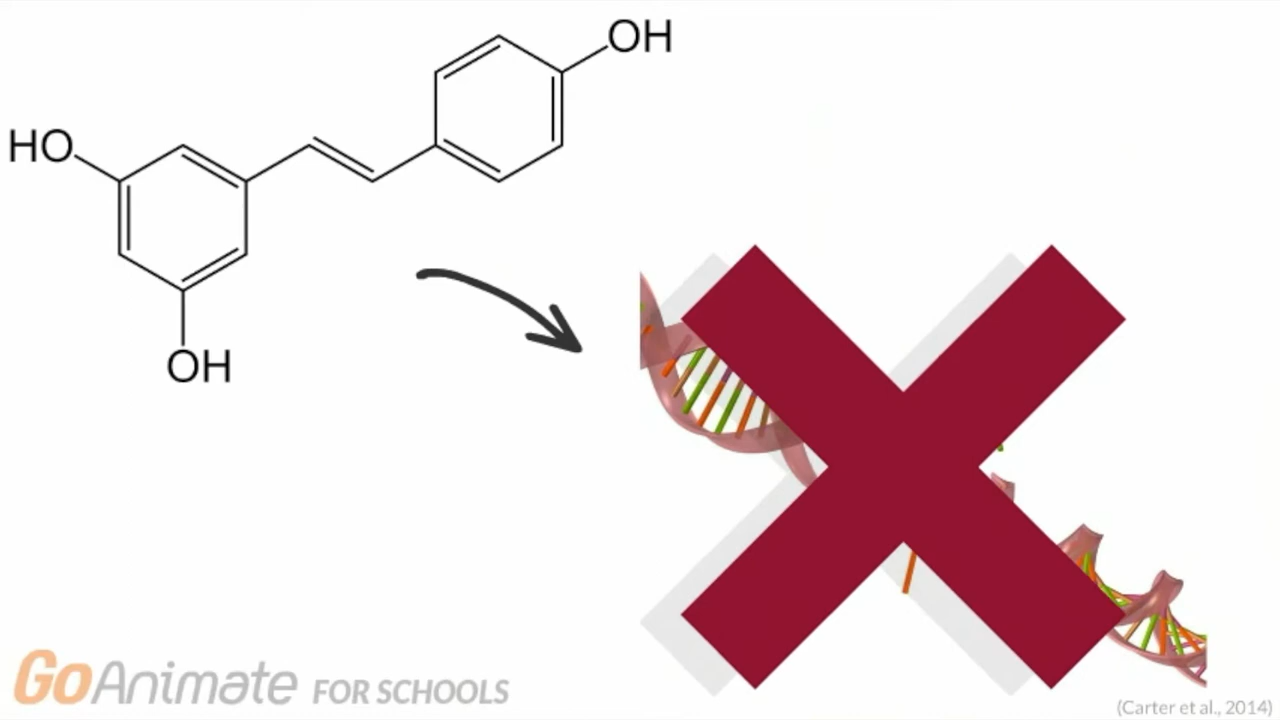 OH
HO
OH
GoAnimate FOR SCHOOLS
(Carter et al., 2014)